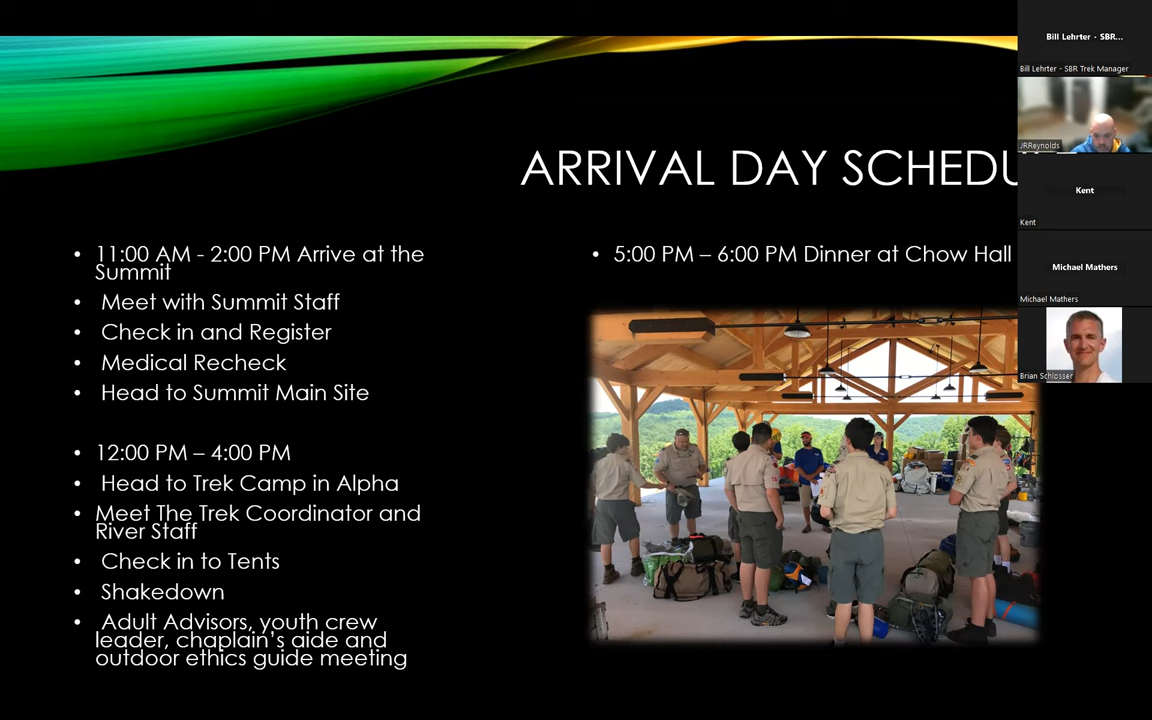 ARRIVAL DAY SCHEDU
11:00 AM - 2:00 PM Arrive at the
Summit
Meet with Summit Staff
Check in and Register
Medical Recheck
Head to Summit Main Site
12:00 PM – 4:00 PM
Head to Trek Camp in Alpha
Meet The Trek Coordinator and
River Staff
Check in to Tents
Shakedown
Adult Advisors, youth crew
leader, chaplain's aide and
outdoor ethics guide meeting
5:00 PM – 6:00 PM Dinner at Chow Hall
Bill Lehrter - SBR...
Bill Lehrter - SBR Trek Manager
JRReynolds
Kent
Kent
Michael Mathers
Michael Mathers
Brian Schlosser